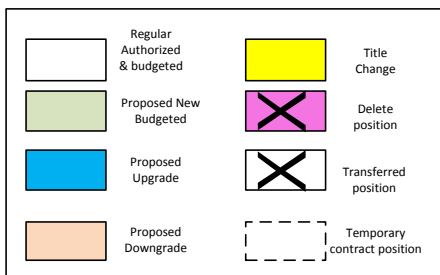 Regular
Authorized
& budgeted
Title
Change
Proposed New
Budgeted
Delete
position
Proposed
Upgrade
Transferred
position
Proposed
Downgrade
Temporary
contract position